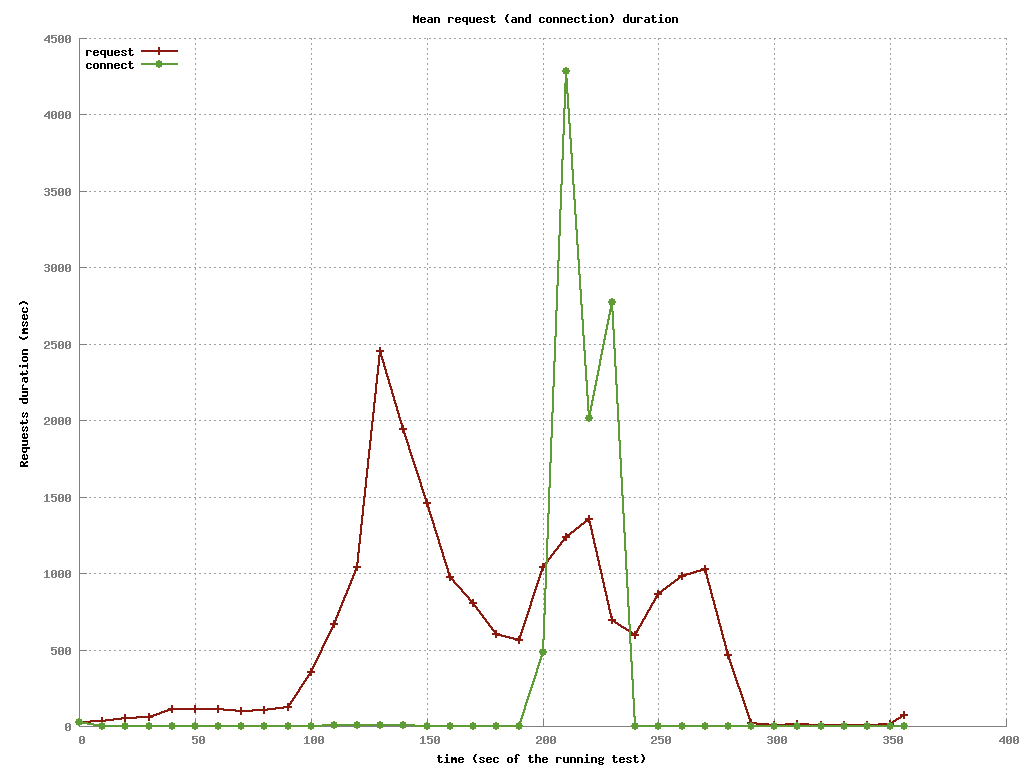 Mean request (and connection) duration
request
connect
4500
4000
3500
3000
2500
2000
1500
1000
500
0
Requests duration (msec)
0 50 100 150 200 250 300 350 400
time (sec of the running test)